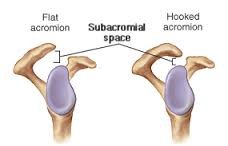 Flat
acromion
Subacromial
space
Hooked
acromion